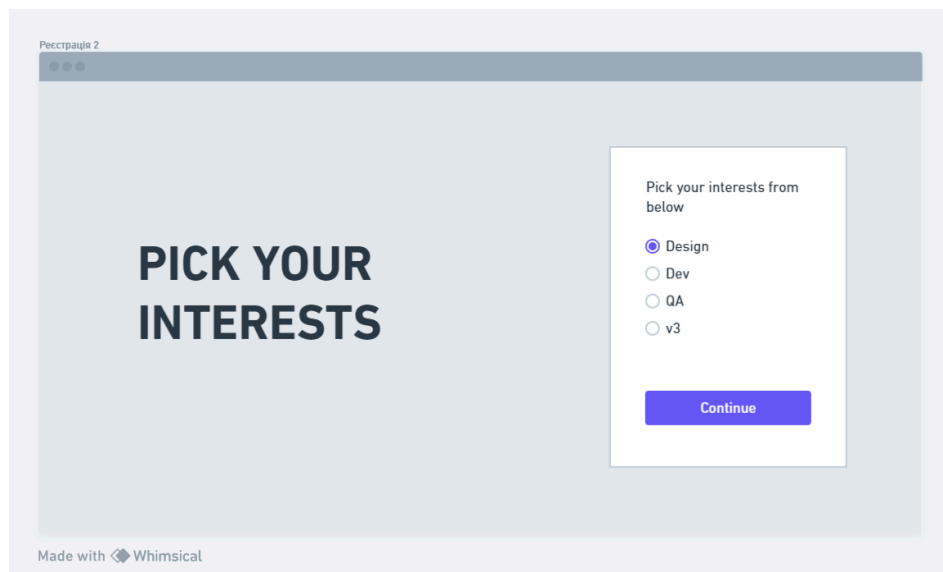 Реєстрація 2
PICK YOUR
INTERESTS
Pick your interests from
below
Design
Dev
QA
v3
Continue
Made with Whimsical